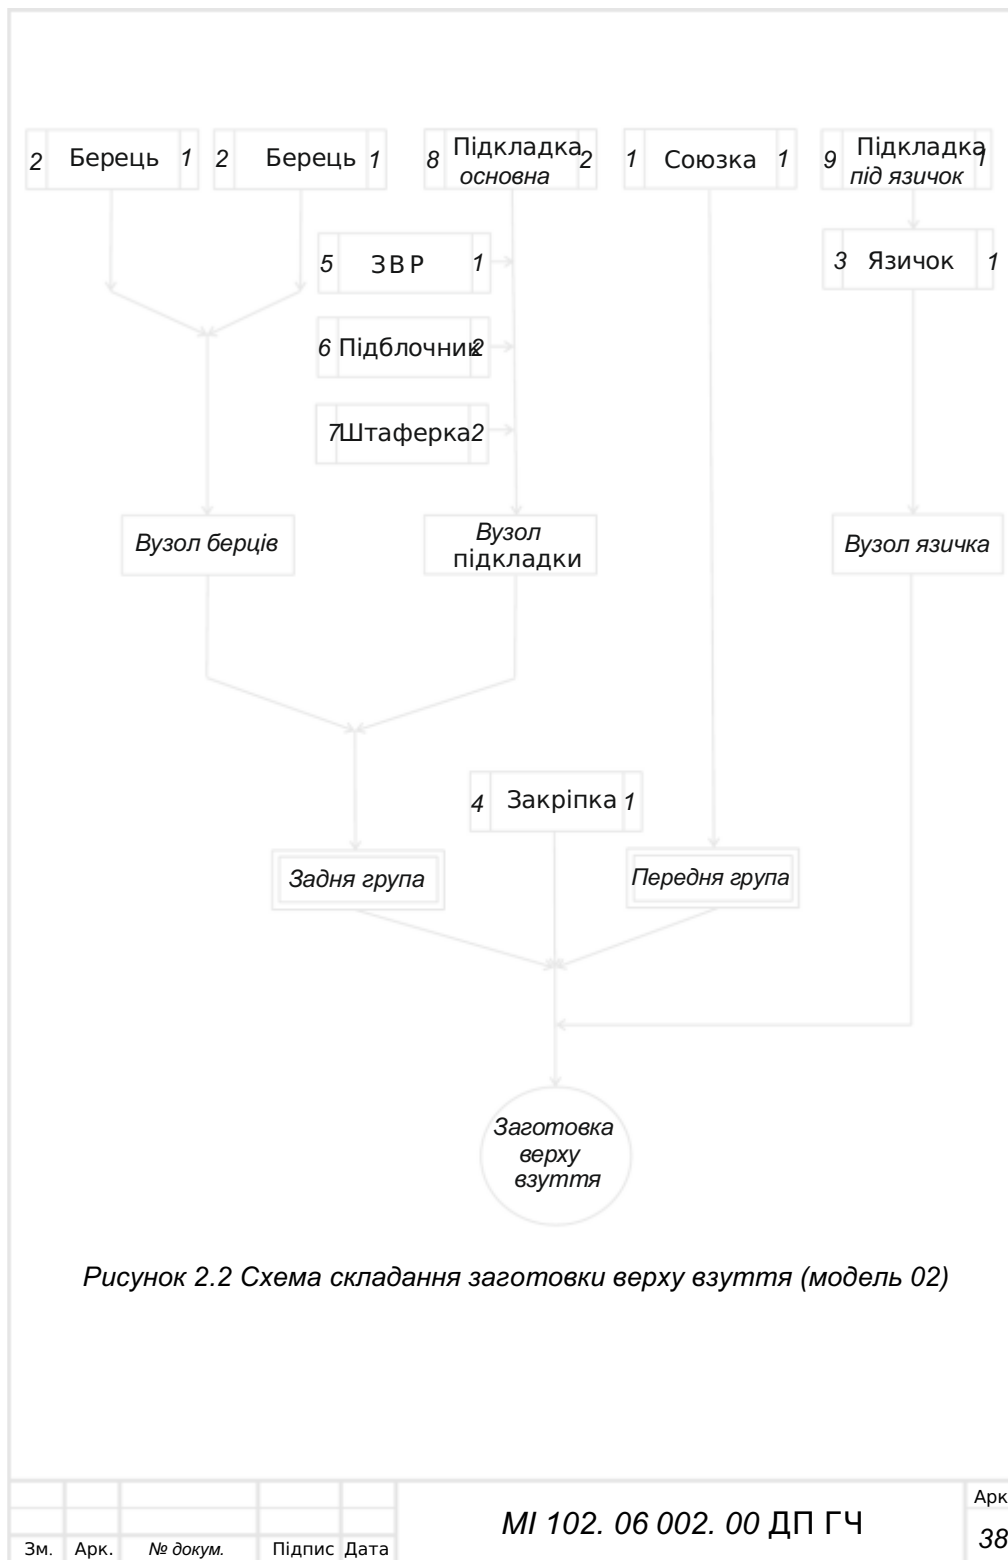 2 Берець 1 2 Берець 1 8 Підкладка 2 1 Союзка 1 9 Підкладка 1
основна під язичок
5 ЗВР 1 3 Язичок 1
6 Підблочник 2
7 Штаферка 2
Вузол берців Вузол підкладки Вузол язичка
4 Закріпка 1
Задня група Передня група
Заготовка
верху
взуття
Рисунок 2.2 Схема складання заготовки верху взуття (модель 02)
МІ 102. 06 002. 00 ДП ГЧ
Арк
38
Зм. Арк. № докум. Підпис Дата